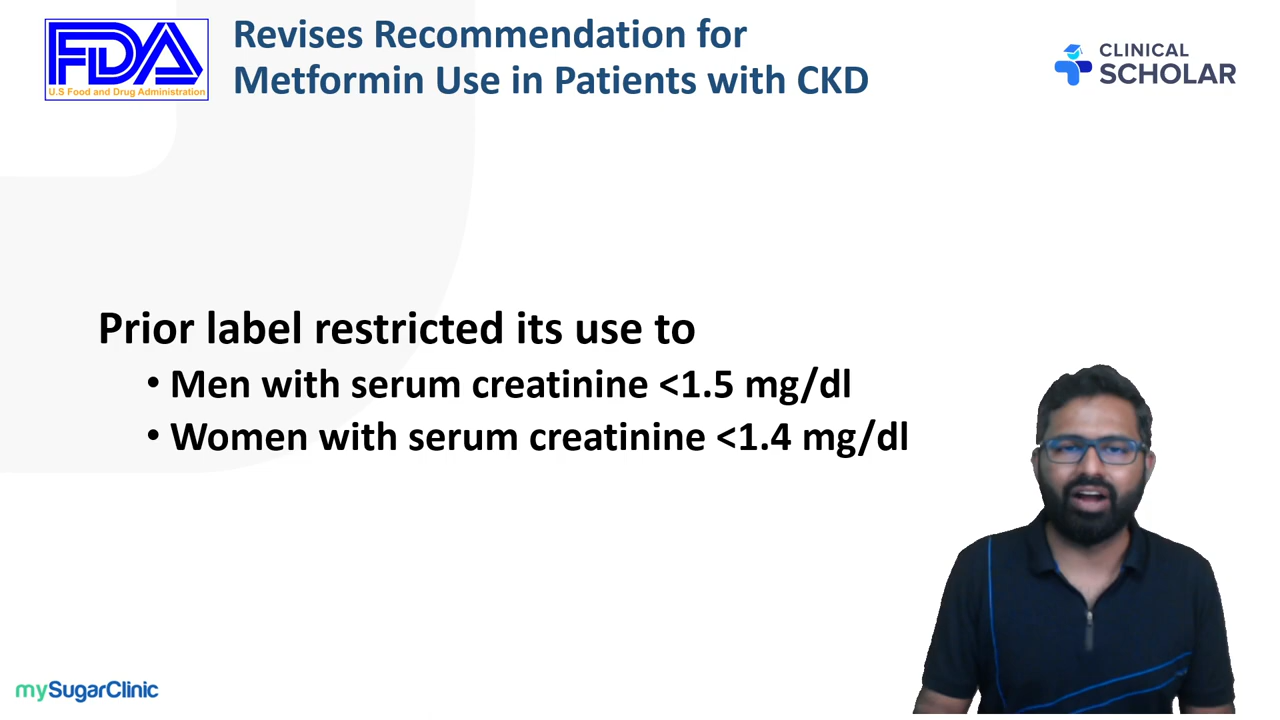 FDA
U.S Food and Drug Administration
Revises Recommendation for
Metformin Use in Patients with CKD
CLINICAL
SCHOLAR
Prior label restricted its use to
• Men with serum creatinine <1.5 mg/dl
• Women with serum creatinine <1.4 mg/dl
mySugarClinic